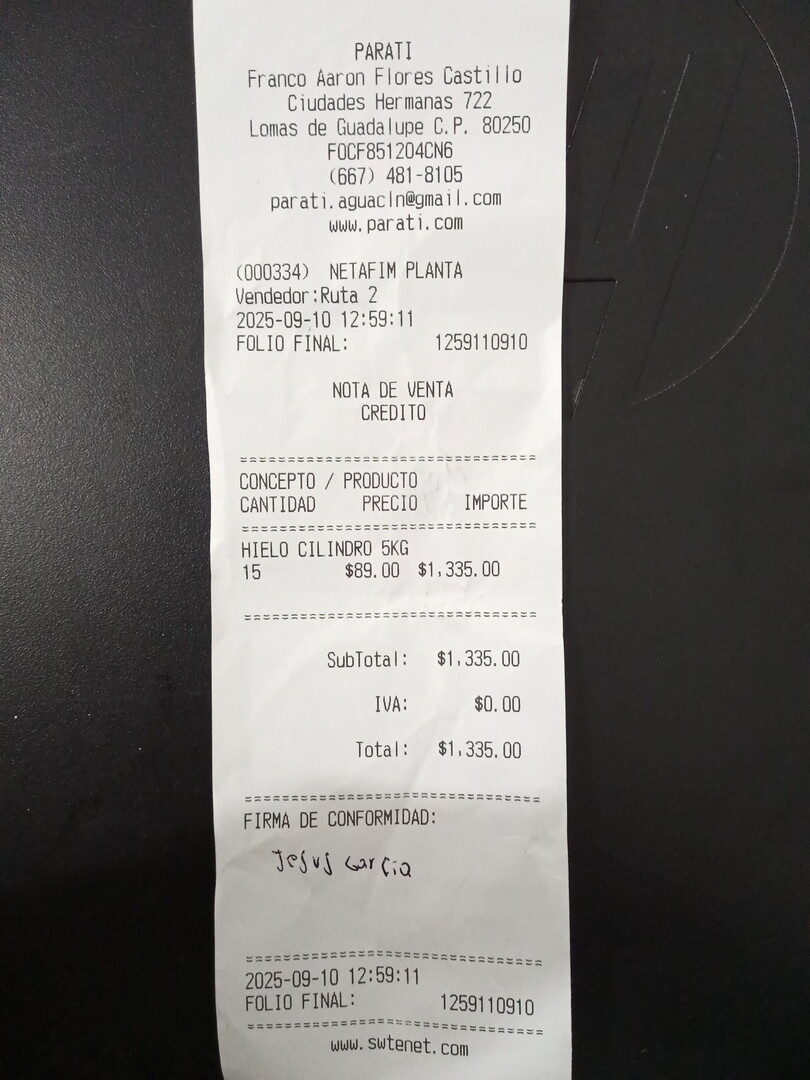 PARATI
Franco Aaron Flores Castillo
Ciudades Hermanas 722
Lomas de Guadalupe C.P. 80250
FOCF851204CN6
(667) 481-8105
parati.aguacln@gmail.com
www.parati.com
(000334) NETAFIM PLANTA
Vendedor:Ruta 2
2025-09-10 12:59:11
FOLIO FINAL: 1259110910
NOTA DE VENTA
CREDITO
================================
CONCEPTO / PRODUCTO
CANTIDAD PRECIO IMPORTE
================================
HIELO CILINDRO 5KG
15 $89.00 $1,335.00
================================
SubTotal: $1,335.00
IVA: $0.00
Total: $1,335.00
================================
FIRMA DE CONFORMIDAD:
Jesus Garcia
================================
2025-09-10 12:59:11
FOLIO FINAL: 1259110910
================================
www.swtenet.com